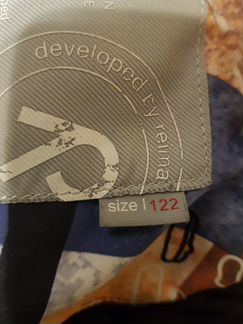 developed by reima
size | 122